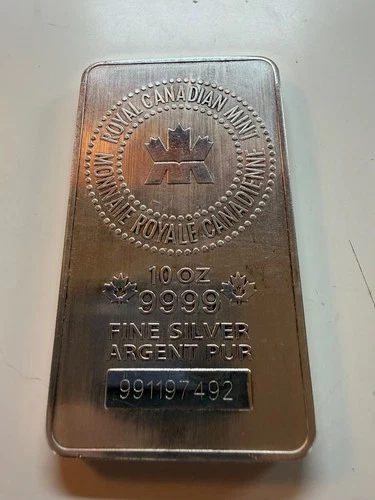 ROYAL CANADIAN MINT
MONNAIE ROYALE CANADIENNE
10 OZ
9999
FINE SILVER
ARGENT PUR
991197492